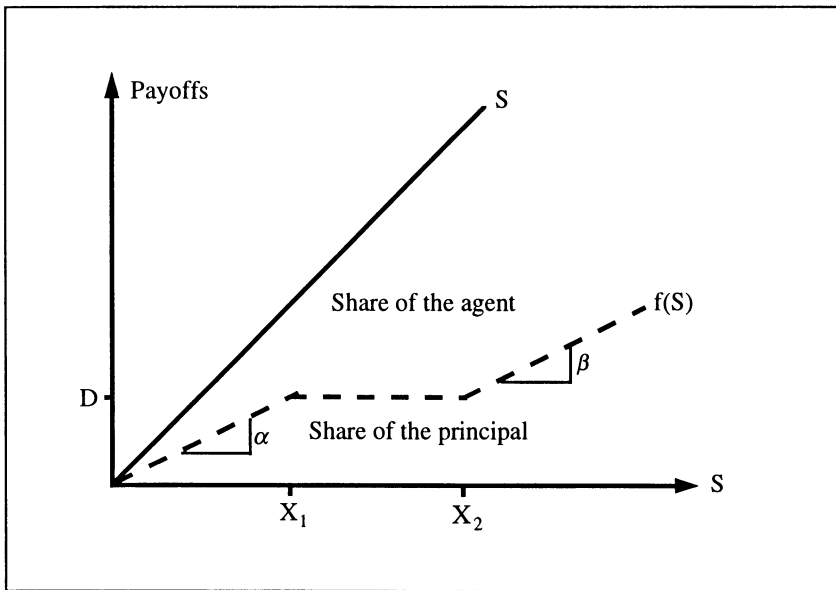 Payoffs
S
Share of the agent
f(S)
β
D
α
Share of the principal
S
X₁
X₂